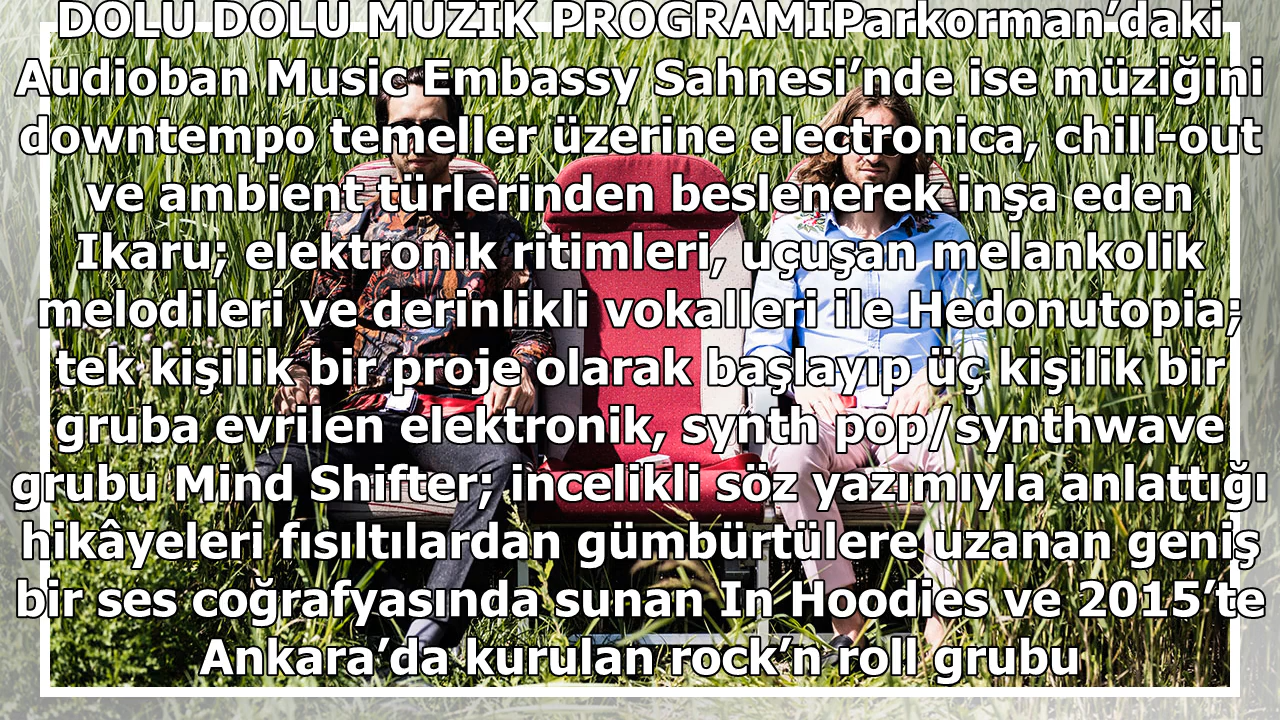 DOLU DOLU MÜZİK PROGRAMIParkorman’daki
Audioban Music Embassy Sahnesi’nde ise müziğini
downtempo temeller üzerine electronica, chill-out
ve ambient türlerinden beslenerek inşa eden
Ikaru; elektronik ritimleri, uçuşan melankolik
melodileri ve derinlikli vokalleri ile Hedonutopia;
tek kişilik bir proje olarak başlayıp üç kişilik bir
gruba evrilen elektronik, synth pop/synthwave
grubu Mind Shifter; incelikli söz yazımıyla anlattığı
hikâyeleri fısıltılardan gümbürtülere uzanan geniş
bir ses coğrafyasında sunan In Hoodies ve 2015’te
Ankara’da kurulan rock’n roll grubu